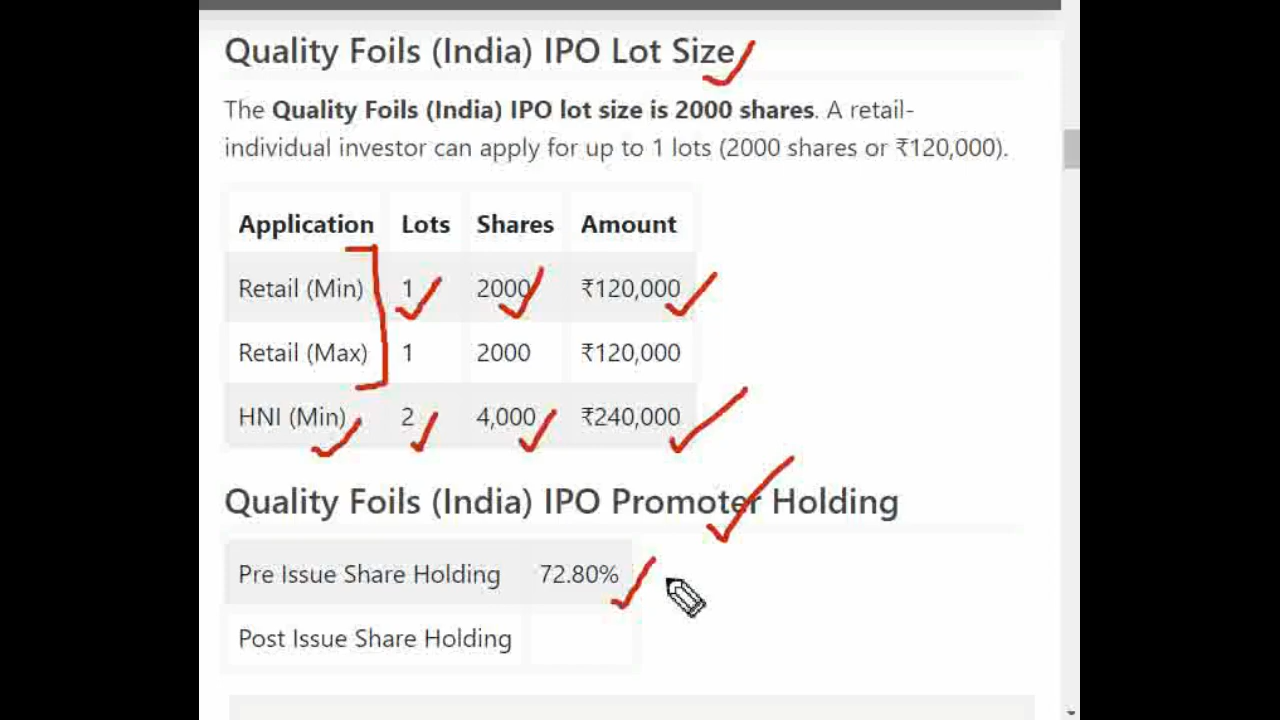 Quality Foils (India) IPO Lot Size
The Quality Foils (India) IPO lot size is 2000 shares. A retail-
individual investor can apply for up to 1 lots (2000 shares or ₹120,000).
Application Lots Shares Amount
Retail (Min) 1 2000 ₹120,000
Retail (Max) 1 2000 ₹120,000
HNI (Min) 2 4,000 ₹240,000
Quality Foils (India) IPO Promoter Holding
Pre Issue Share Holding 72.80%
Post Issue Share Holding